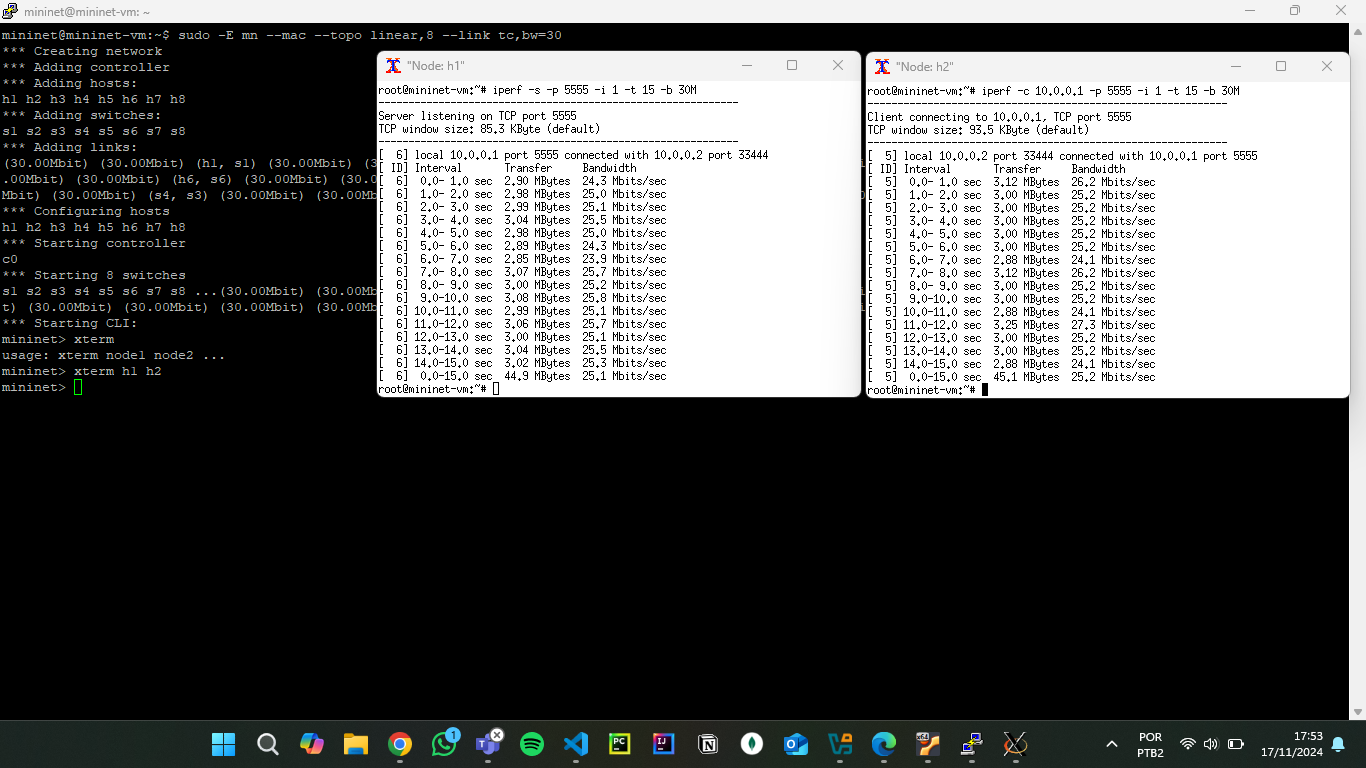 mininet@mininet-vm: ~
mininet@mininet-vm:~$ sudo -E mn --mac --topo linear,8 --link tc,bw=30
*** Creating network
*** Adding controller
*** Adding hosts:
h1 h2 h3 h4 h5 h6 h7 h8
*** Adding switches:
s1 s2 s3 s4 s5 s6 s7 s8
*** Adding links:
(30.00Mbit) (30.00Mbit) (h1, s1) (30.00Mbit) (3
.00Mbit) (30.00Mbit) (h6, s6) (30.00Mbit) (30.0
Mbit) (30.00Mbit) (s4, s3) (30.00Mbit) (30.00Mb
*** Configuring hosts
h1 h2 h3 h4 h5 h6 h7 h8
*** Starting controller
c0
*** Starting 8 switches
s1 s2 s3 s4 s5 s6 s7 s8 ...(30.00Mbit) (30.00Mb
t) (30.00Mbit) (30.00Mbit) (30.00Mbit) (30.00Mb
*** Starting CLI:
mininet> xterm
usage: xterm node1 node2 ...
mininet> xterm h1 h2
mininet>
"Node: h1"
root@mininet-vm:~# iperf -s -p 5555 -i 1 -t 15 -b 30M
------------------------------------------------------------
Server listening on TCP port 5555
TCP window size: 85.3 KByte (default)
------------------------------------------------------------
[  6] local 10.0.0.1 port 5555 connected with 10.0.0.2 port 33444
[ ID] Interval       Transfer     Bandwidth
[  6]  0.0- 1.0 sec  2.90 MBytes  24.3 Mbits/sec
[  6]  1.0- 2.0 sec  2.98 MBytes  25.0 Mbits/sec
[  6]  2.0- 3.0 sec  2.99 MBytes  25.1 Mbits/sec
[  6]  3.0- 4.0 sec  3.04 MBytes  25.5 Mbits/sec
[  6]  4.0- 5.0 sec  2.98 MBytes  25.0 Mbits/sec
[  6]  5.0- 6.0 sec  2.89 MBytes  24.3 Mbits/sec
[  6]  6.0- 7.0 sec  2.85 MBytes  23.9 Mbits/sec
[  6]  7.0- 8.0 sec  3.07 MBytes  25.7 Mbits/sec
[  6]  8.0- 9.0 sec  3.00 MBytes  25.2 Mbits/sec
[  6]  9.0-10.0 sec  3.08 MBytes  25.8 Mbits/sec
[  6] 10.0-11.0 sec  2.99 MBytes  25.1 Mbits/sec
[  6] 11.0-12.0 sec  3.06 MBytes  25.7 Mbits/sec
[  6] 12.0-13.0 sec  3.00 MBytes  25.1 Mbits/sec
[  6] 13.0-14.0 sec  3.04 MBytes  25.5 Mbits/sec
[  6] 14.0-15.0 sec  3.02 MBytes  25.3 Mbits/sec
[  6]  0.0-15.0 sec  44.9 MBytes  25.1 Mbits/sec
root@mininet-vm:~#
"Node: h2"
root@mininet-vm:~# iperf -c 10.0.0.1 -p 5555 -i 1 -t 15 -b 30M
------------------------------------------------------------
Client connecting to 10.0.0.1, TCP port 5555
TCP window size: 93.5 KByte (default)
------------------------------------------------------------
[  5] local 10.0.0.2 port 33444 connected with 10.0.0.1 port 5555
[ ID] Interval       Transfer     Bandwidth
[  5]  0.0- 1.0 sec  3.12 MBytes  26.2 Mbits/sec
[  5]  1.0- 2.0 sec  3.00 MBytes  25.2 Mbits/sec
[  5]  2.0- 3.0 sec  3.00 MBytes  25.2 Mbits/sec
[  5]  3.0- 4.0 sec  3.00 MBytes  25.2 Mbits/sec
[  5]  4.0- 5.0 sec  3.00 MBytes  25.2 Mbits/sec
[  5]  5.0- 6.0 sec  3.00 MBytes  25.2 Mbits/sec
[  5]  6.0- 7.0 sec  2.88 MBytes  24.1 Mbits/sec
[  5]  7.0- 8.0 sec  3.12 MBytes  26.2 Mbits/sec
[  5]  8.0- 9.0 sec  3.00 MBytes  25.2 Mbits/sec
[  5]  9.0-10.0 sec  3.00 MBytes  25.2 Mbits/sec
[  5] 10.0-11.0 sec  2.88 MBytes  24.1 Mbits/sec
[  5] 11.0-12.0 sec  3.25 MBytes  27.3 Mbits/sec
[  5] 12.0-13.0 sec  3.00 MBytes  25.2 Mbits/sec
[  5] 13.0-14.0 sec  3.00 MBytes  25.2 Mbits/sec
[  5] 14.0-15.0 sec  2.88 MBytes  24.1 Mbits/sec
[  5]  0.0-15.0 sec  45.1 MBytes  25.2 Mbits/sec
root@mininet-vm:~#
1
PC
IJ
POR
PTB2
17:53
17/11/2024